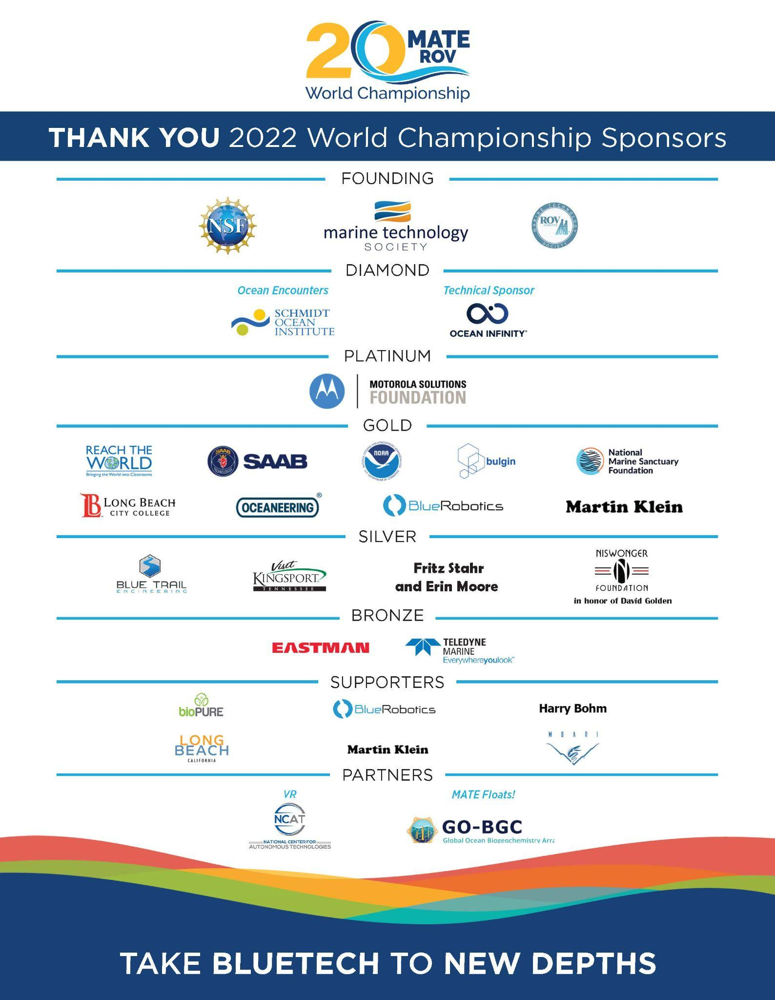 20 MATE
ROV
World Championship
THANK YOU 2022 World Championship Sponsors
FOUNDING
NSF
marine technology
SOCIETY
MARINE TECHNOLOGY
ROV
COMMITTEE
SOCIETY
DIAMOND
Ocean Encounters
Technical Sponsor
SCHMIDT
OCEAN
INSTITUTE
OCEAN INFINITY®
PLATINUM
MOTOROLA SOLUTIONS
FOUNDATION
GOLD
REACH THE
WORLD
Bringing the World into Classrooms
SAAB
TECHNOLOGIES
SAAB
NATIONAL OCEANIC AND ATMOSPHERIC ADMINISTRATION
NOAA
U.S. DEPARTMENT OF COMMERCE
bulgin
National
Marine Sanctuary
Foundation
LB LONG BEACH
CITY COLLEGE
OCEANEERING®
BlueRobotics
Martin Klein
SILVER
BLUE TRAIL
ENGINEERING
Visit
KINGSPORT
TENNESSEE
Fritz Stahr
and Erin Moore
NISWONGER
N
FOUNDATION
in honor of David Golden
BRONZE
EASTMAN
TELEDYNE
MARINE
Everywhereyoulook™
SUPPORTERS
bioPURE
BlueRobotics
Harry Bohm
LONG
BEACH
CALIFORNIA
Martin Klein
MBARI
PARTNERS
VR
MATE Floats!
NCAT
NATIONAL CENTER FOR
AUTONOMOUS TECHNOLOGIES
GO-BGC
Global Ocean Biogeochemistry Arra
TAKE BLUETECH TO NEW DEPTHS